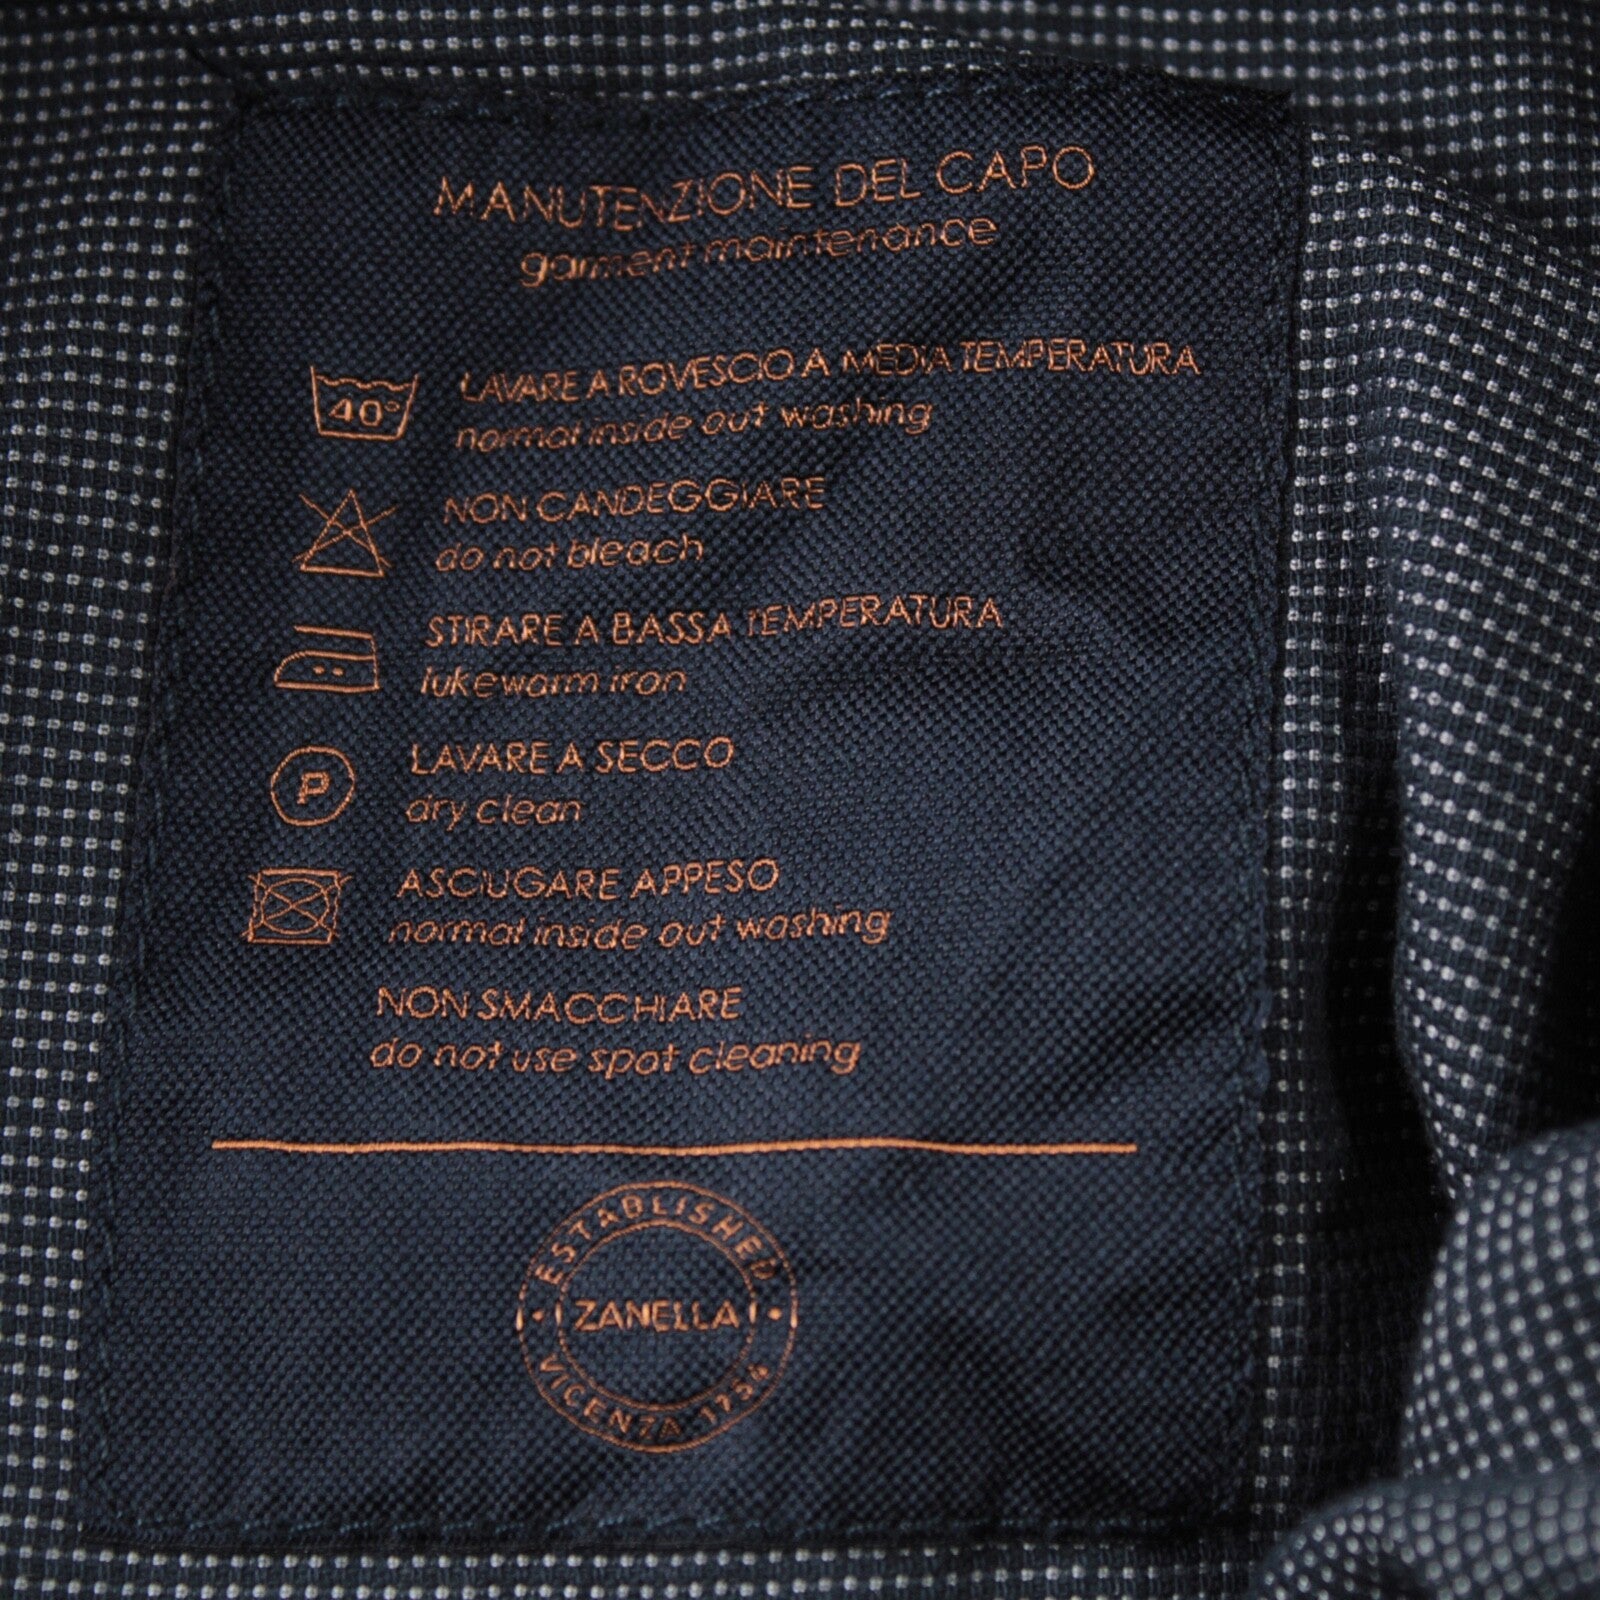 MANUTENZIONE DEL CAPO
garment maintenance
40°
LAVARE A ROVESCIO A MEDIA TEMPERATURA
normal inside out washing
NON CANDEGGIARE
do not bleach
STIRARE A BASSA TEMPERATURA
lukewarm iron
P
LAVARE A SECCO
dry clean
ASCIUGARE APPESO
normal inside out washing
NON SMACCHIARE
do not use spot cleaning
ESTABLISHED
ZANELLA
VICENZA 1954